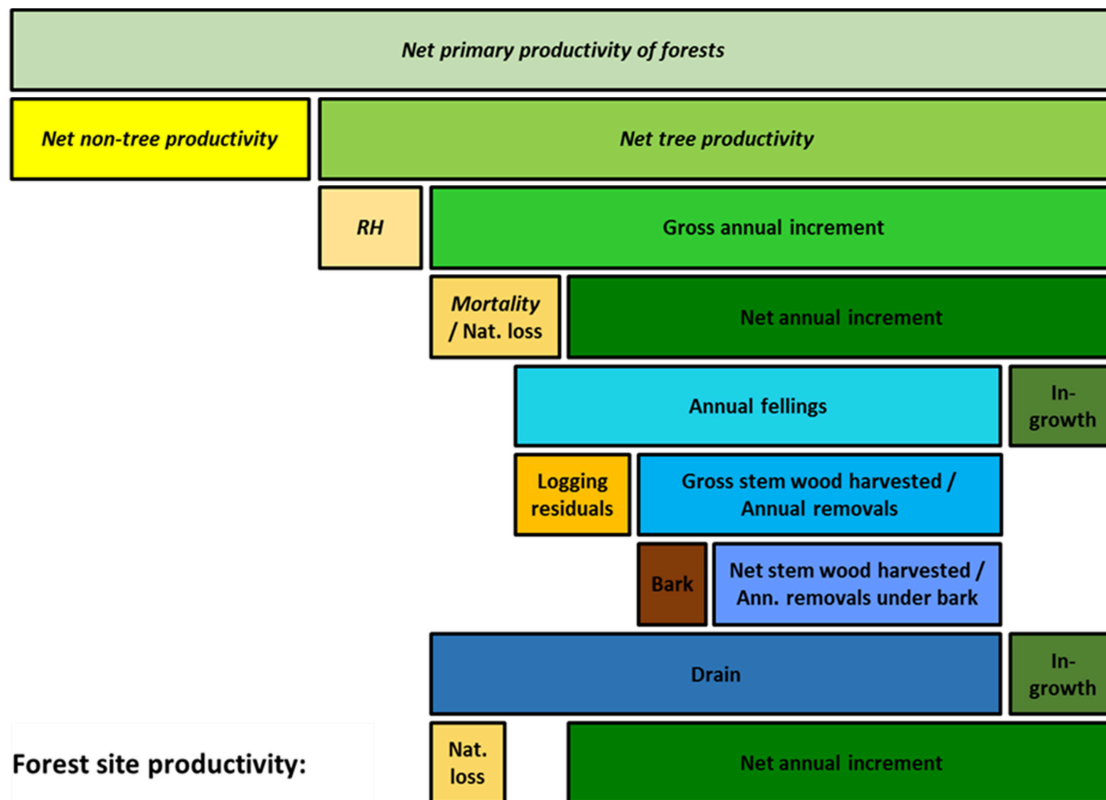 Net primary productivity of forests
Net non-tree productivity
Net tree productivity
RH
Gross annual increment
Mortality
/ Nat. loss
Net annual increment
Annual fellings
In-
growth
Logging
residuals
Gross stem wood harvested /
Annual removals
Bark
Net stem wood harvested /
Ann. removals under bark
Drain
In-
growth
Forest site productivity:
Nat.
loss
Net annual increment